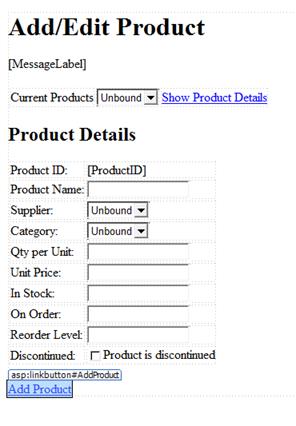 Add/Edit Product
[MessageLabel]
Current Products Unbound Show Product Details
Product Details
Product ID: [ProductID]
Product Name:
Supplier: Unbound
Category: Unbound
Qty per Unit:
Unit Price:
In Stock:
On Order:
Reorder Level:
Discontinued: Product is discontinued
asp:linkbutton#AddProduct
Add Product